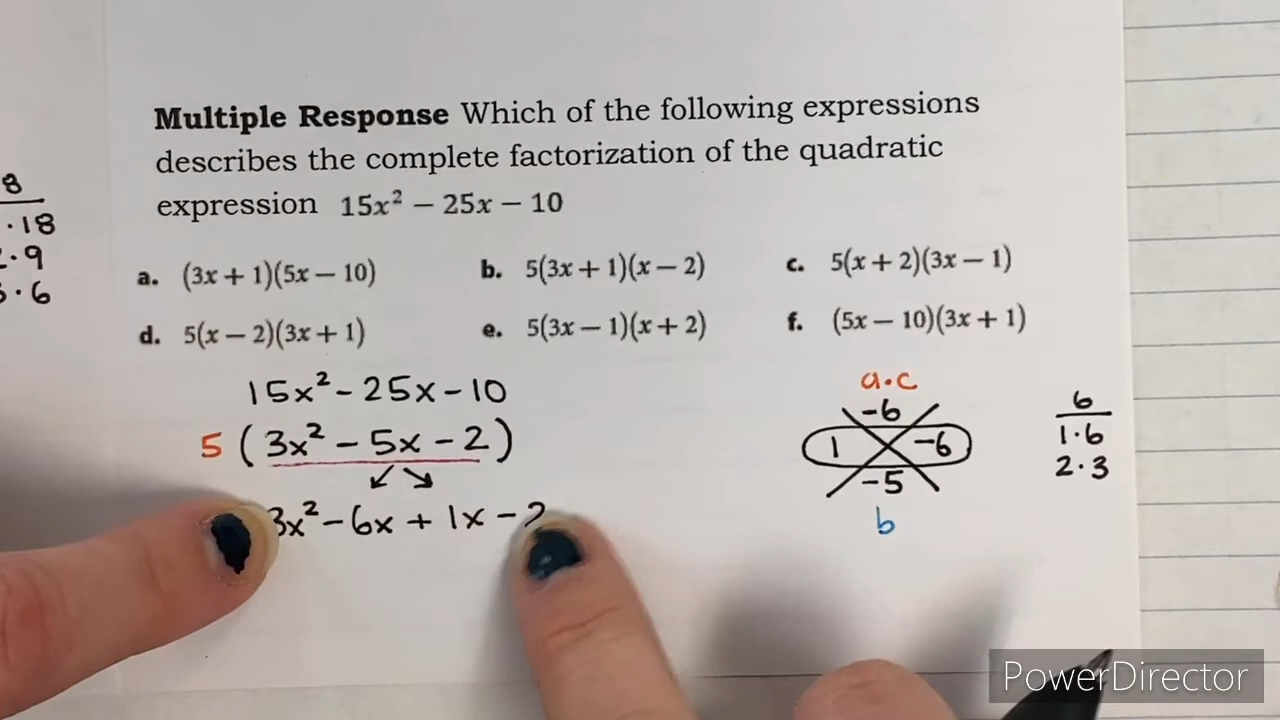 Multiple Response Which of the following expressions
describes the complete factorization of the quadratic
expression 15x² − 25x − 10
a. (3x + 1)(5x − 10)
b. 5(3x + 1)(x − 2)
c. 5(x + 2)(3x − 1)
d. 5(x − 2)(3x + 1)
e. 5(3x − 1)(x + 2)
f. (5x − 10)(3x + 1)
8
·18
·9
·6
15x² − 25x − 10
5 (3x² − 5x − 2)
3x² − 6x + 1x − 2
a·c
−6
1 −6
−5
b
6
1·6
2·3
PowerDirector